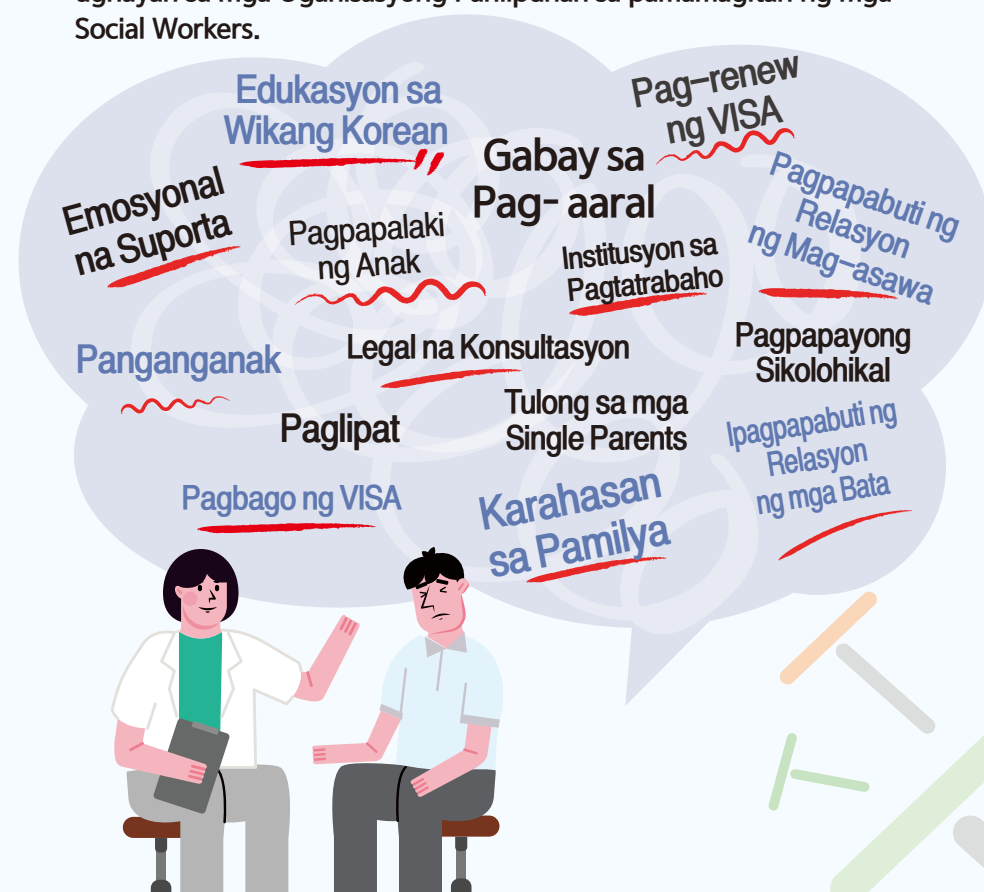 Social Workers.
Edukasyon sa
Wikang Korean
Pag-renew
ng VISA
Gabay sa
Pag- aaral
Emosyonal
na Suporta
Pagpapalaki
ng Anak
Institusyon sa
Pagtatrabaho
Pagpapabuti ng
Relasyon
ng Mag-asawa
Panganganak
Legal na Konsultasyon
Pagpapayong
Sikolohikal
Paglipat
Tulong sa mga
Single Parents
Ipagpapabuti ng
Relasyon
ng mga Bata
Pagbago ng VISA
Karahasan
sa Pamilya